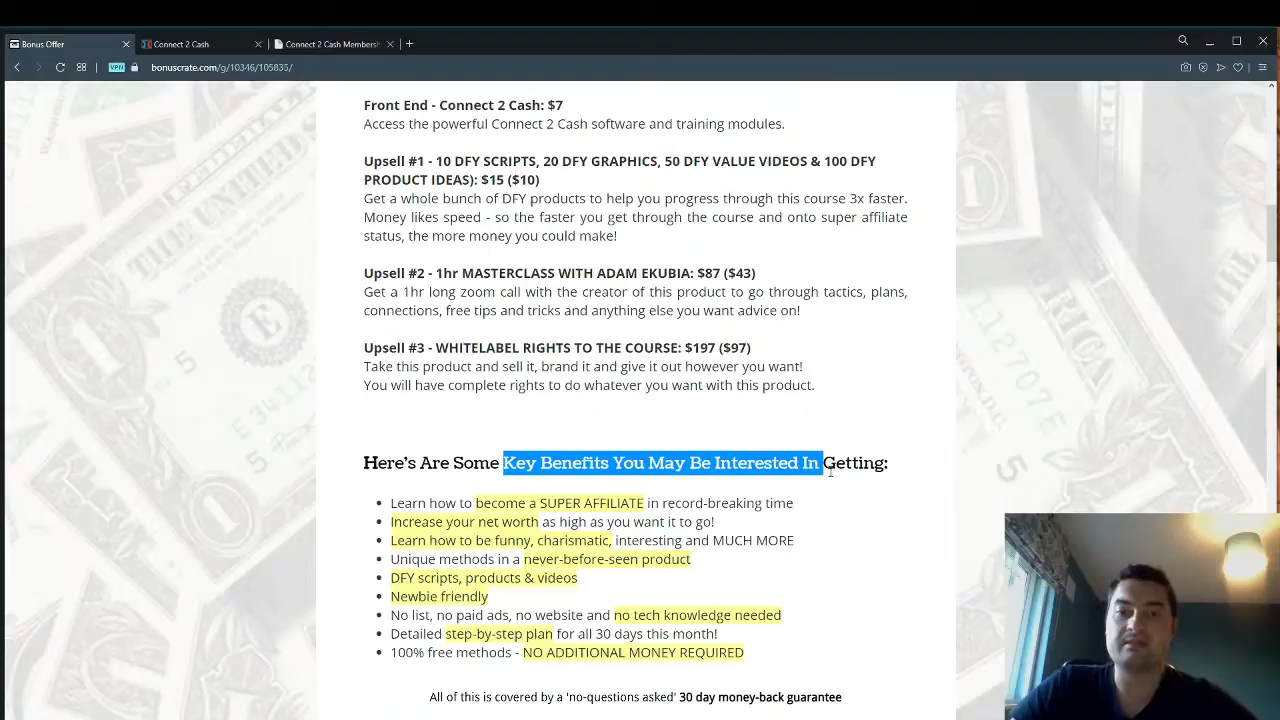 Bonus Offer
Connect 2 Cash
Connect 2 Cash Membersh
VPN
bonuscrate.com/g/10346/105835/
Front End - Connect 2 Cash: $7
Access the powerful Connect 2 Cash software and training modules.
Upsell #1 - 10 DFY SCRIPTS, 20 DFY GRAPHICS, 50 DFY VALUE VIDEOS & 100 DFY
PRODUCT IDEAS): $15 ($10)
Get a whole bunch of DFY products to help you progress through this course 3x faster.
Money likes speed - so the faster you get through the course and onto super affiliate
status, the more money you could make!
Upsell #2 - 1hr MASTERCLASS WITH ADAM EKUBIA: $87 ($43)
Get a 1hr long zoom call with the creator of this product to go through tactics, plans,
connections, free tips and tricks and anything else you want advice on!
Upsell #3 - WHITELABEL RIGHTS TO THE COURSE: $197 ($97)
Take this product and sell it, brand it and give it out however you want!
You will have complete rights to do whatever you want with this product.
Here's Are Some Key Benefits You May Be Interested In Getting:
Learn how to become a SUPER AFFILIATE in record-breaking time
Increase your net worth as high as you want it to go!
Learn how to be funny, charismatic, interesting and MUCH MORE
Unique methods in a never-before-seen product
DFY scripts, products & videos
Newbie friendly
No list, no paid ads, no website and no tech knowledge needed
Detailed step-by-step plan for all 30 days this month!
100% free methods - NO ADDITIONAL MONEY REQUIRED
All of this is covered by a 'no-questions asked' 30 day money-back guarantee